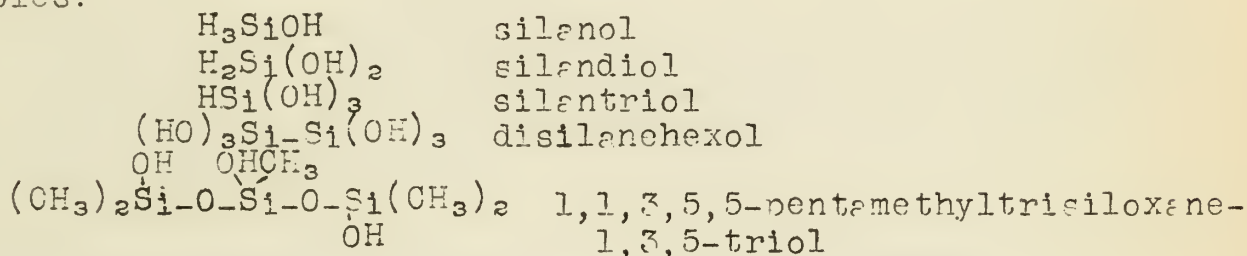 H₃SiOH silanol
H₂Si(OH)₂ silandiol
HSi(OH)₃ silantriol
(HO)₃Si-Si(OH)₃ disilanehexol
OH OHCH₃
(CH₃)₂Si-O-Si-O-Si(CH₃)₂ 1,1,3,5,5-pentamethyltrisiloxane-
OH 1,3,5-triol